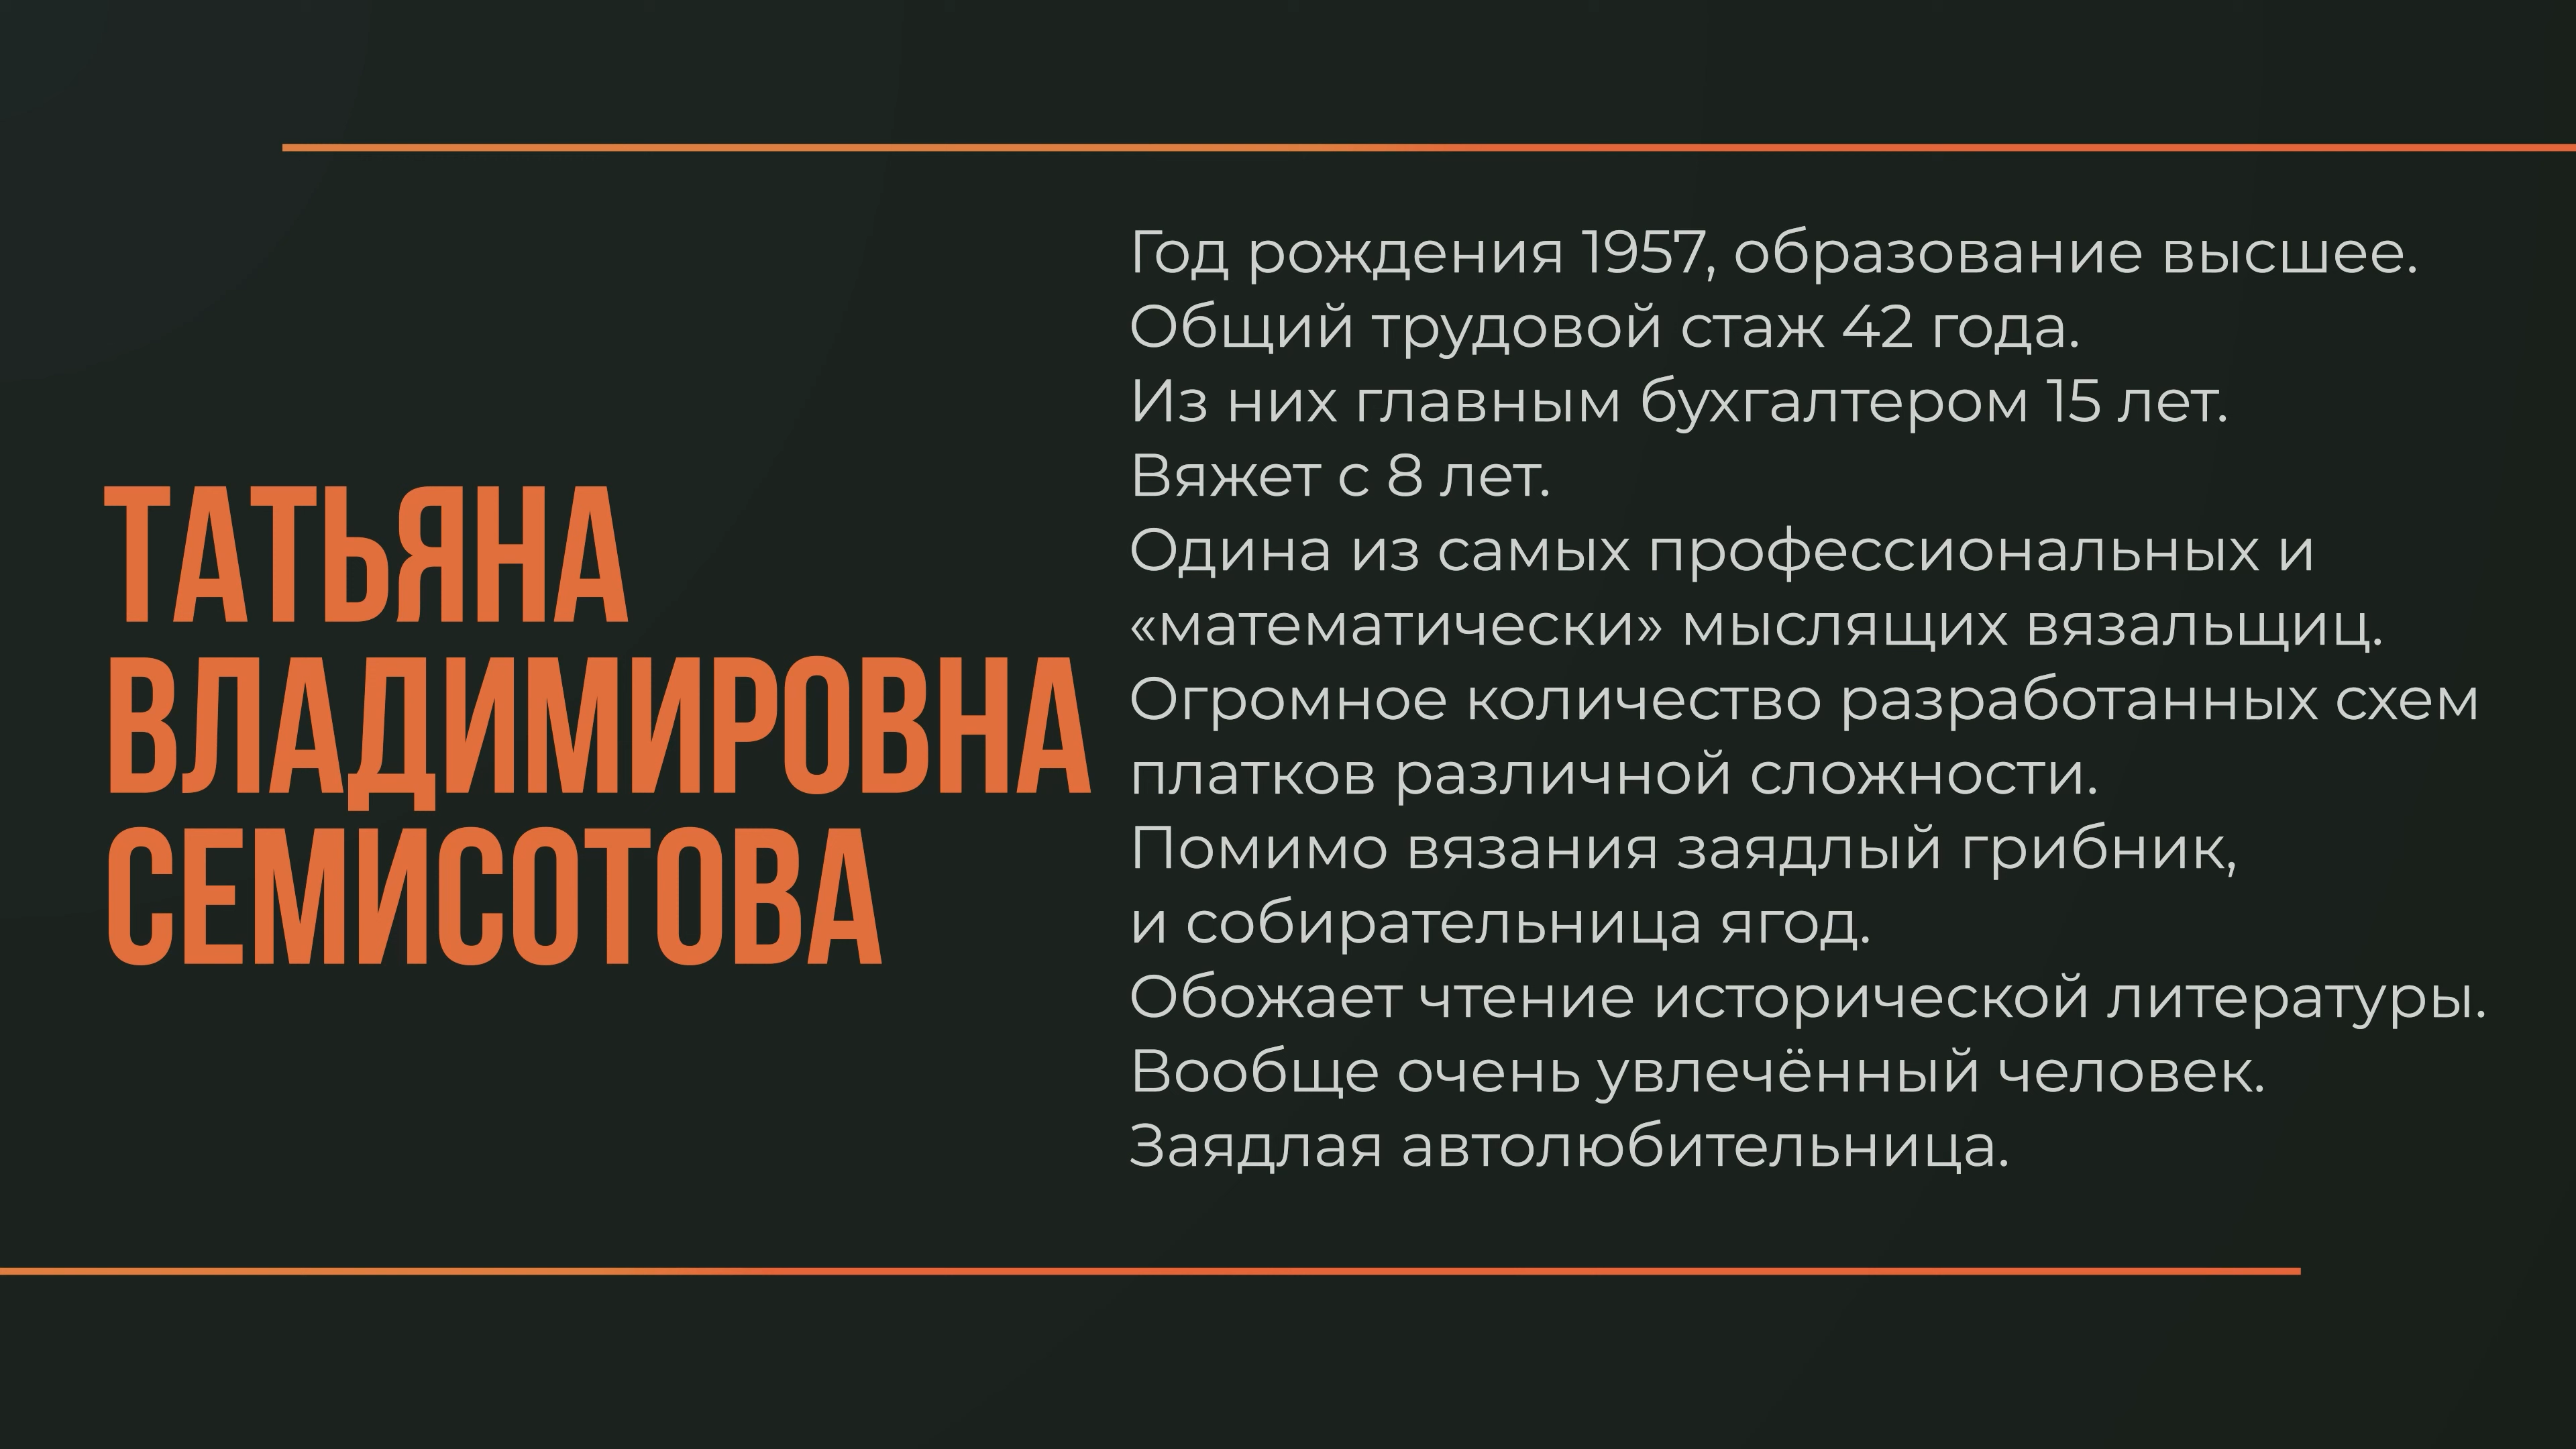 ТАТЬЯНА
ВЛАДИМИРОВНА
СЕМИСОТОВА
Год рождения 1957, образование высшее.
Общий трудовой стаж 42 года.
Из них главным бухгалтером 15 лет.
Вяжет с 8 лет.
Одина из самых профессиональных и
«математически» мыслящих вязальщиц.
Огромное количество разработанных схем
платков различной сложности.
Помимо вязания заядлый грибник,
и собирательница ягод.
Обожает чтение исторической литературы.
Вообще очень увлечённый человек.
Заядлая автолюбительница.